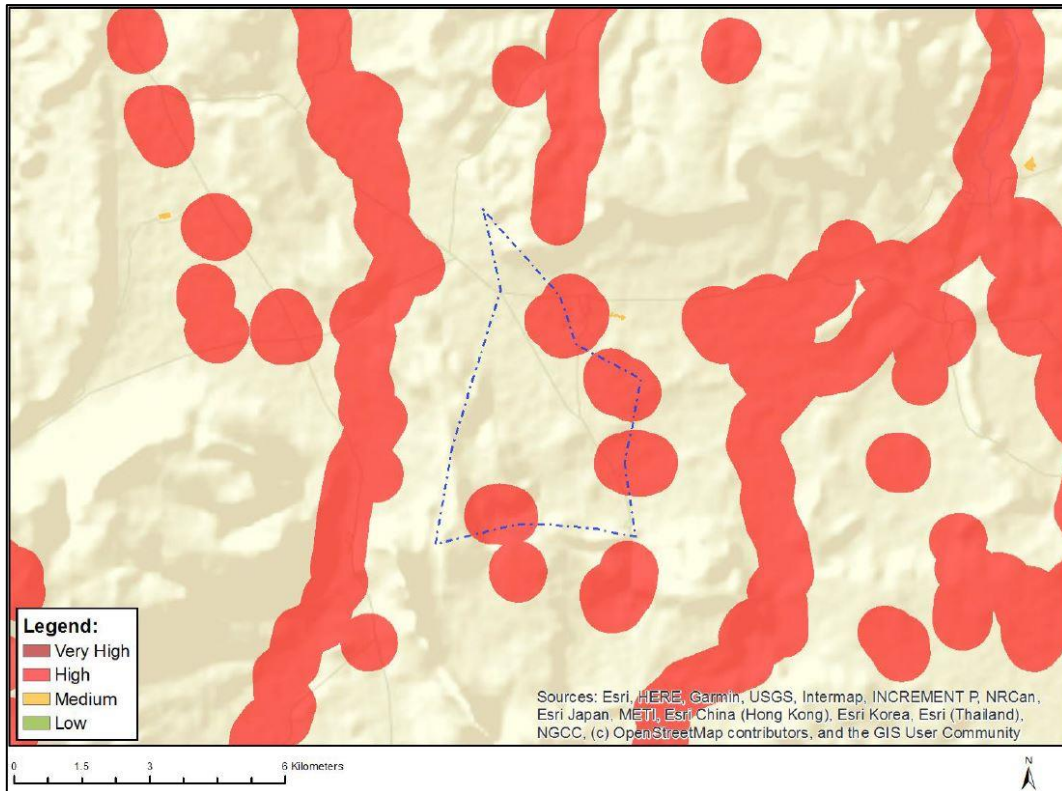 Legend:
Very High
High
Medium
Low
Sources: Esri, HERE, Garmin, USGS, Intermap, INCREMENT P, NRCan,
Esri Japan, METI, Esri China (Hong Kong), Esri Korea, Esri (Thailand),
NGCC, (c) OpenStreetMap contributors, and the GIS User Community
0 1.5 3 6 Kilometers
N